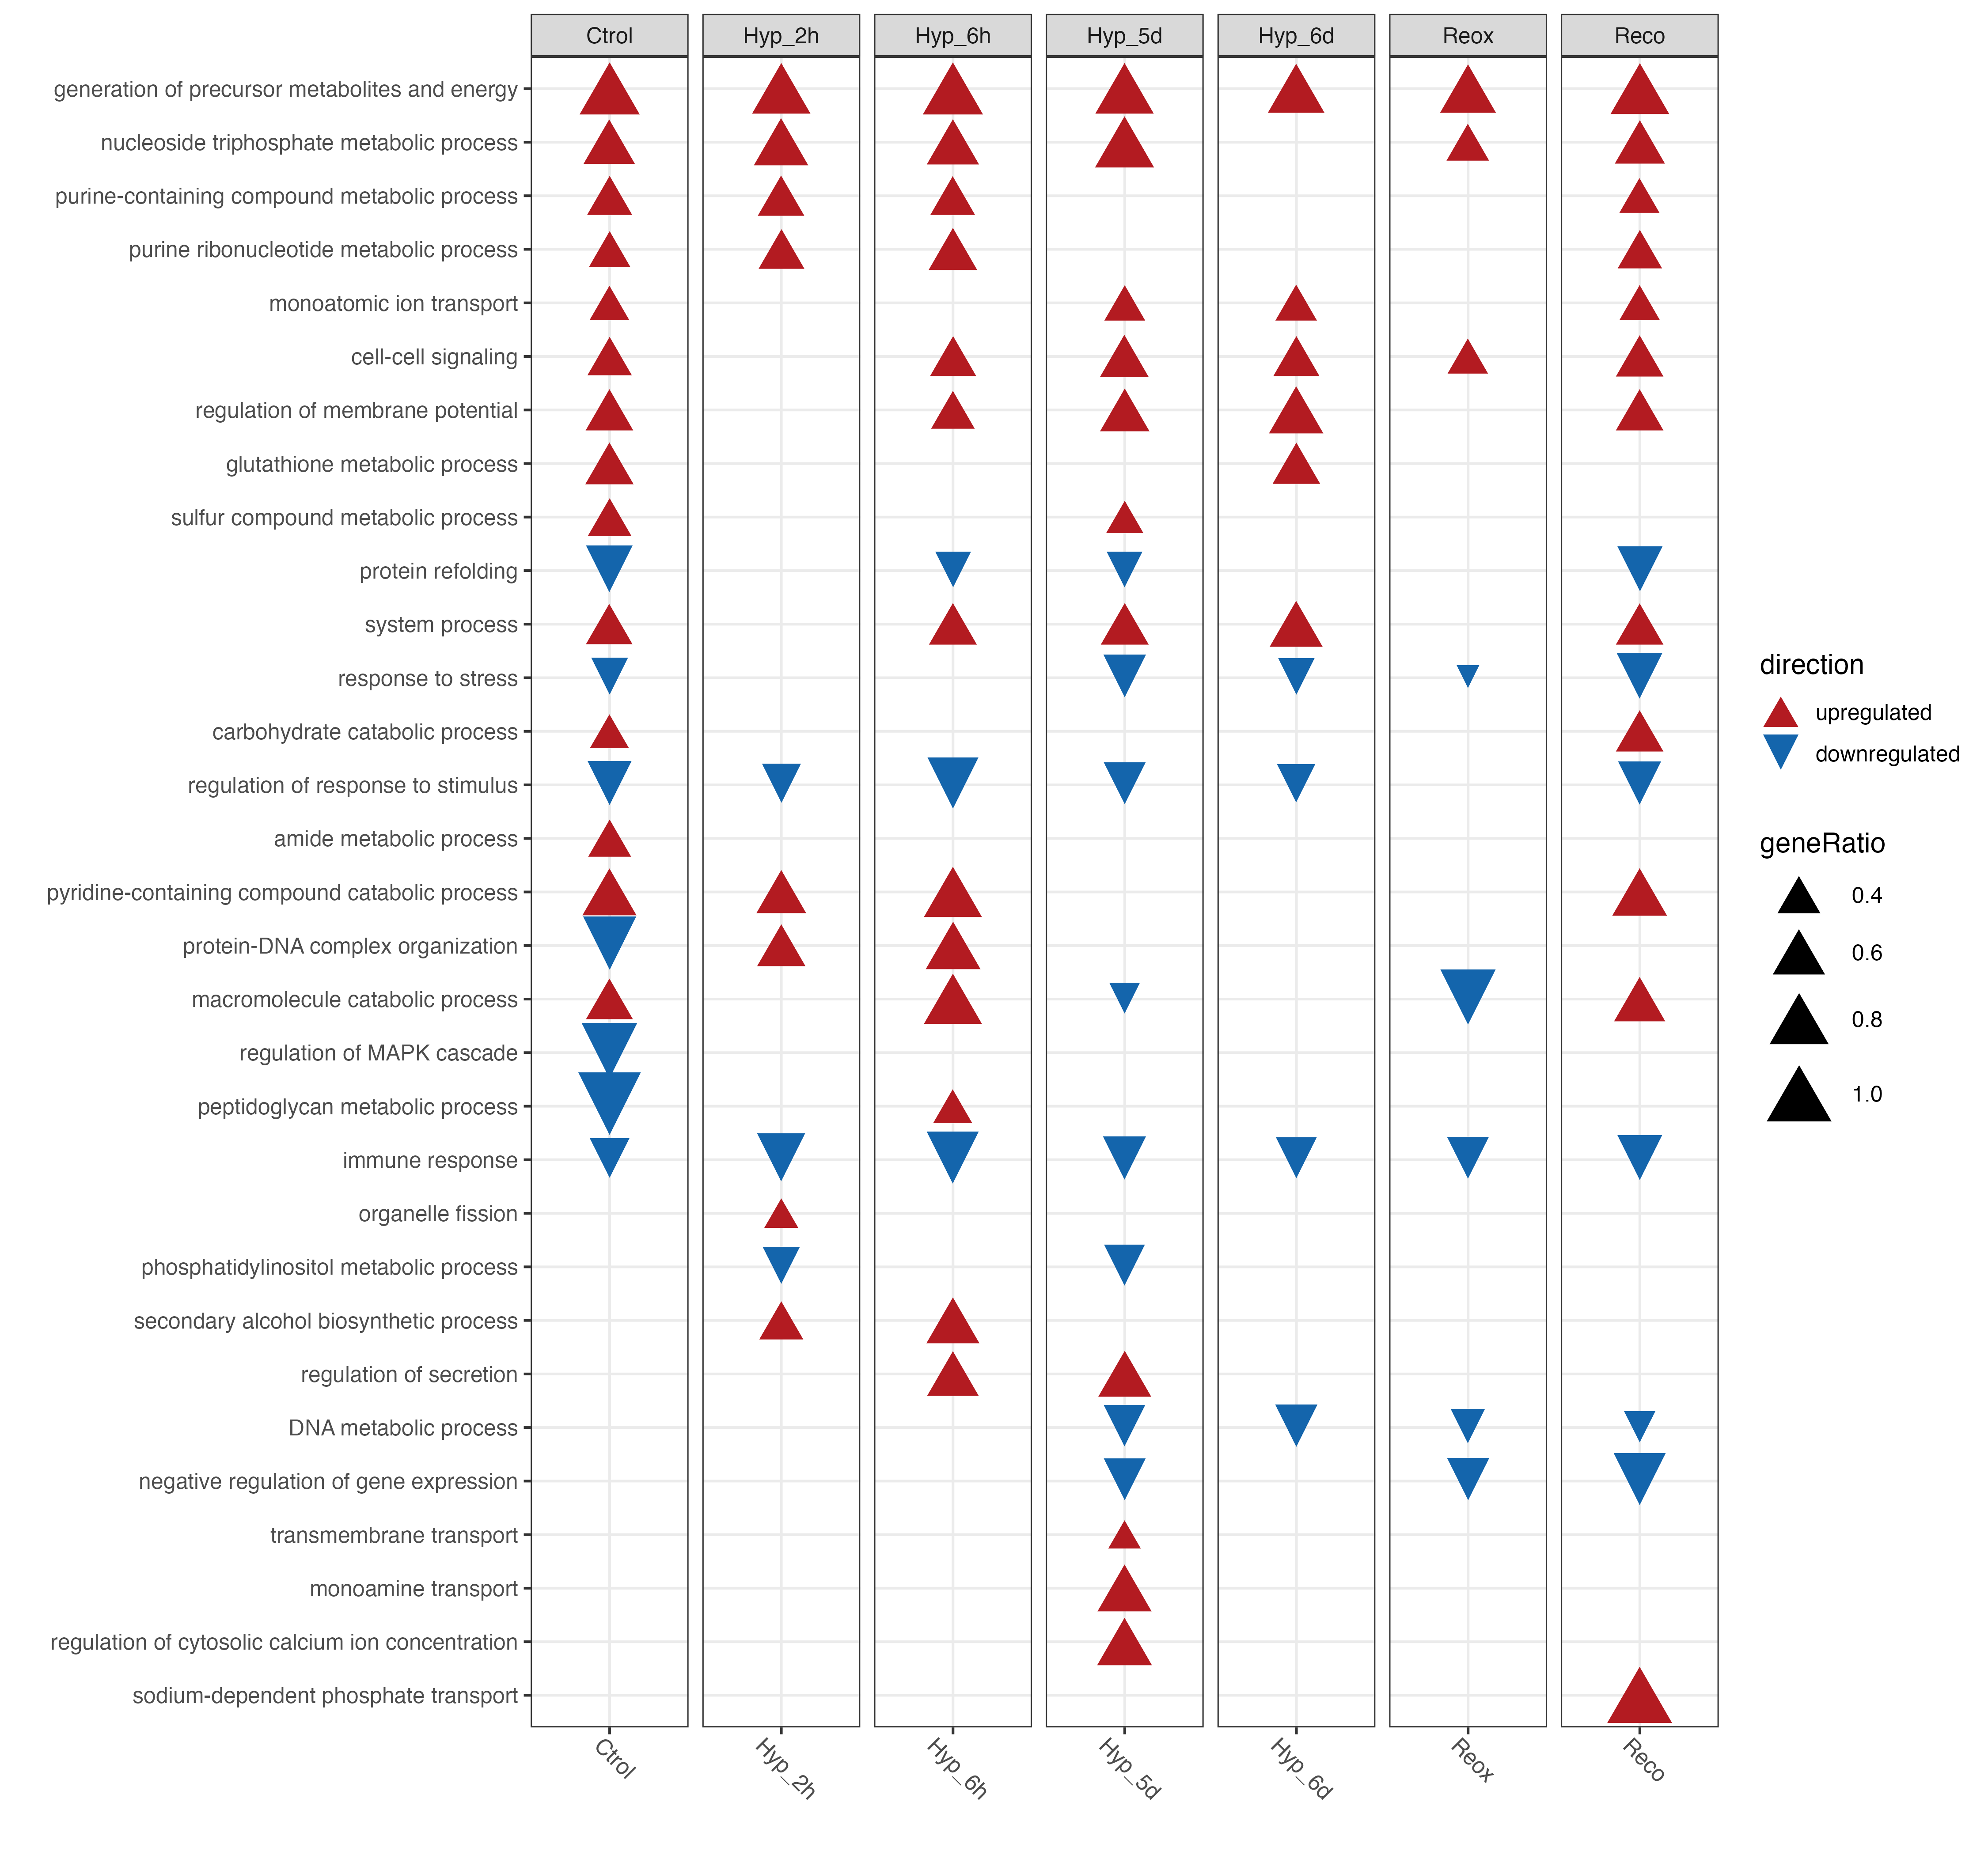 Ctrol
Hyp_2h
Hyp_6h
Hyp_5d
Hyp_6d
Reox
Reco
generation of precursor metabolites and energy
nucleoside triphosphate metabolic process
purine-containing compound metabolic process
purine ribonucleotide metabolic process
monoatomic ion transport
cell-cell signaling
regulation of membrane potential
glutathione metabolic process
sulfur compound metabolic process
protein refolding
system process
response to stress
carbohydrate catabolic process
regulation of response to stimulus
amide metabolic process
pyridine-containing compound catabolic process
protein-DNA complex organization
macromolecule catabolic process
regulation of MAPK cascade
peptidoglycan metabolic process
immune response
organelle fission
phosphatidylinositol metabolic process
secondary alcohol biosynthetic process
regulation of secretion
DNA metabolic process
negative regulation of gene expression
transmembrane transport
monoamine transport
regulation of cytosolic calcium ion concentration
sodium-dependent phosphate transport
Ctrol
Hyp_2h
Hyp_6h
Hyp_5d
Hyp_6d
Reox
Reco
direction
upregulated
downregulated
geneRatio
0.4
0.6
0.8
1.0